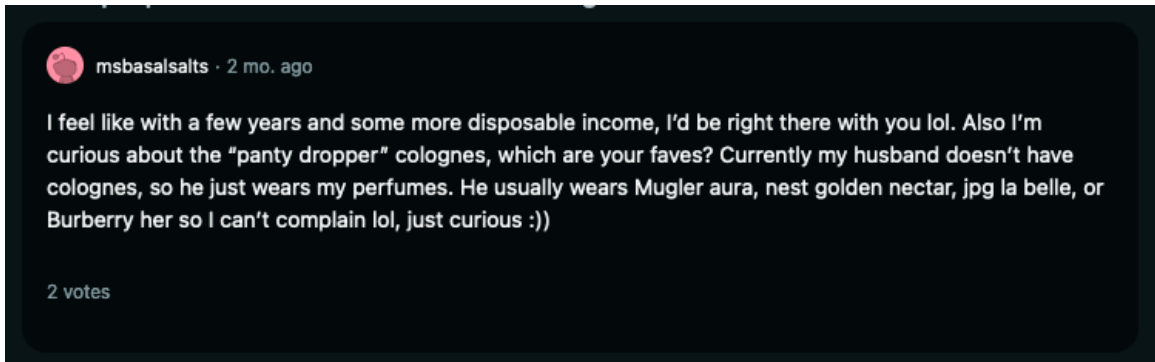 msbasalsalts · 2 mo. ago
I feel like with a few years and some more disposable income, I’d be right there with you lol. Also I’m
curious about the “panty dropper” colognes, which are your faves? Currently my husband doesn’t have
colognes, so he just wears my perfumes. He usually wears Mugler aura, nest golden nectar, jpg la belle, or
Burberry her so I can’t complain lol, just curious :))
2 votes